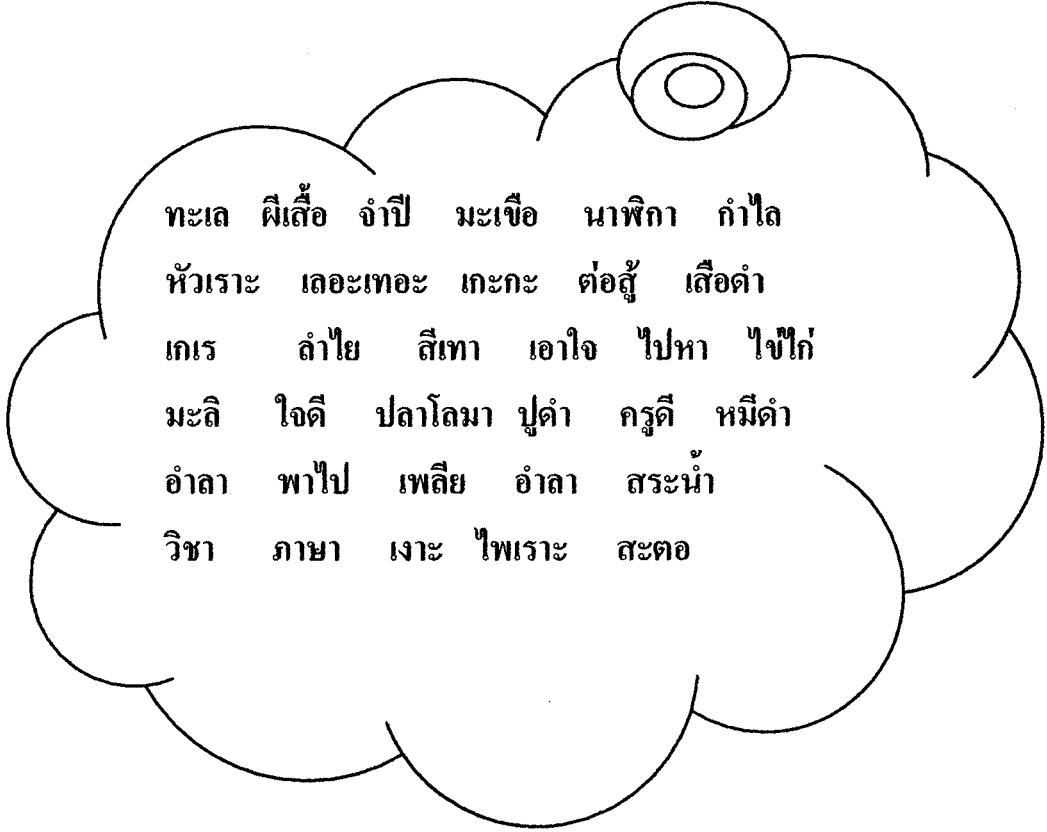 ทะเล ผีเสื้อ จำปี มะเขือ นาฬิกา กำไล
หัวเราะ เลอะเทอะ เกะกะ ต่อสู้ เสือดำ
เกเร ลำไย สีเทา เอาใจ ไปหา ไข่ไก่
มะลิ ใจดี ปลาโลมา ปูดำ ครูดี หมีดำ
อำลา พาไป เพลีย อำลา สระน้ำ
วิชา ภาษา เงาะ ไพเราะ สะตอ